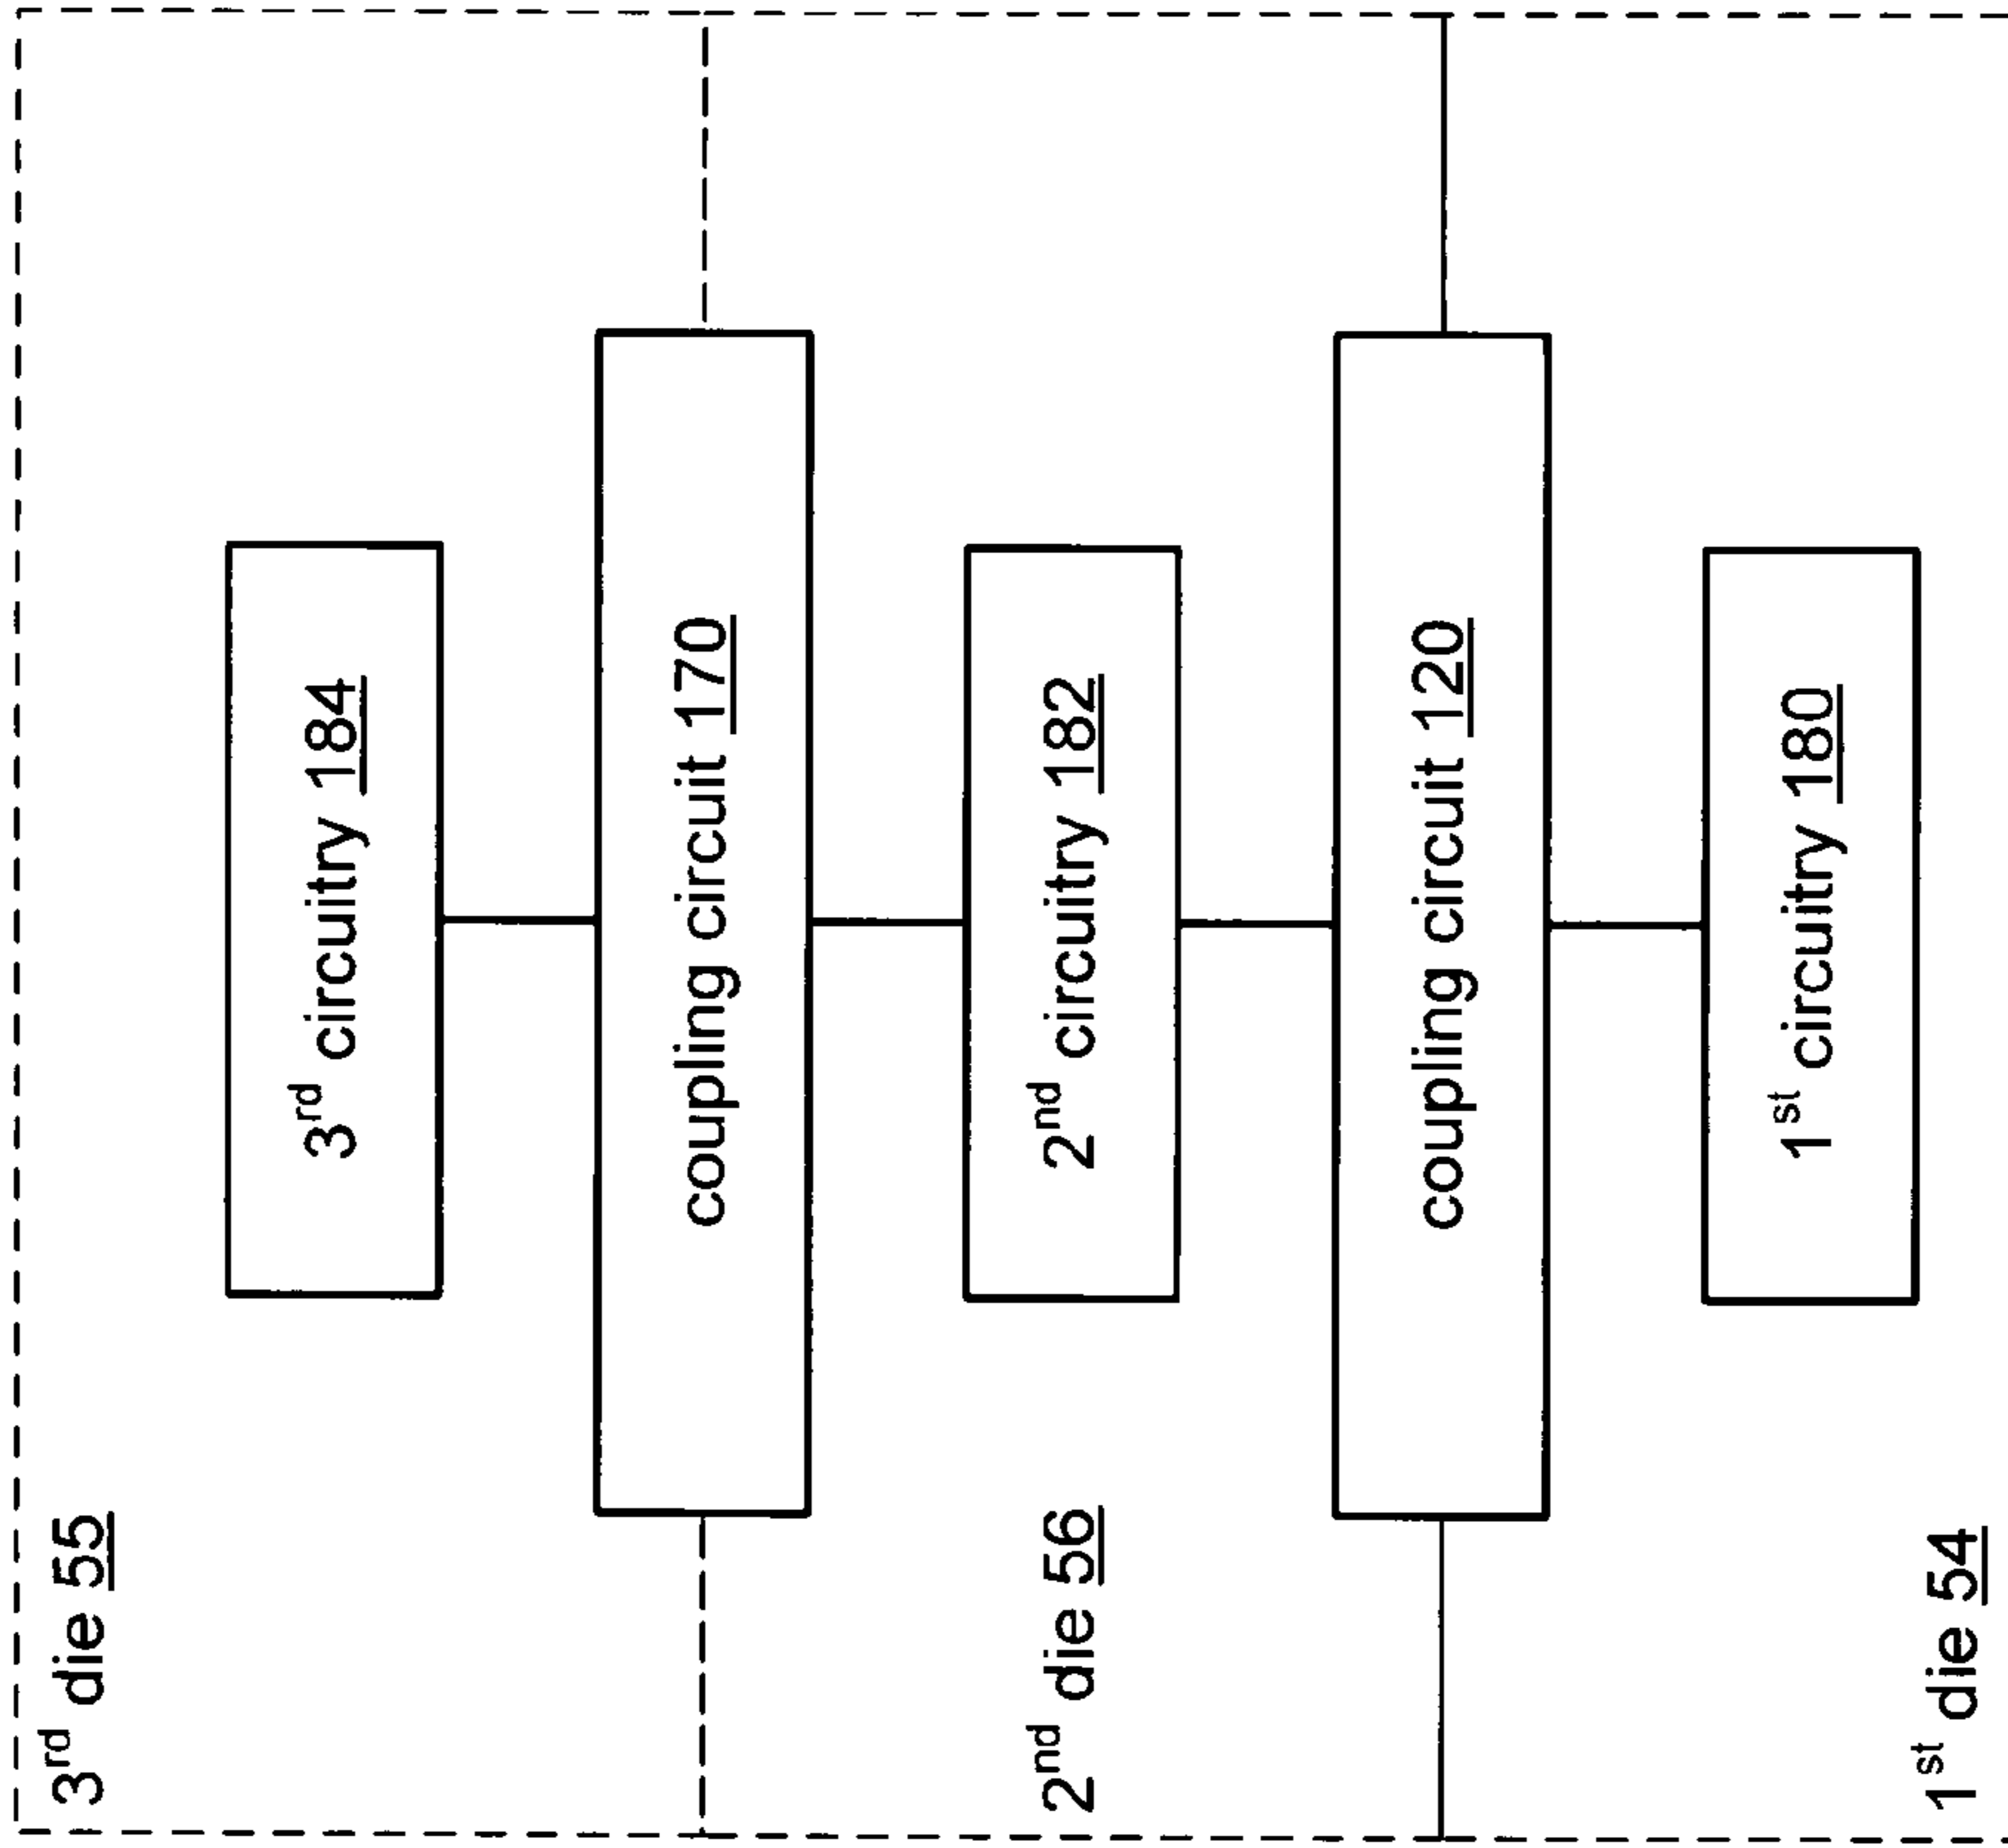 3rd die 55
3rd circuitry 184
coupling circuit 170
2nd die 56
2nd circuitry 182
coupling circuit 120
1st circuitry 180
1st die 54